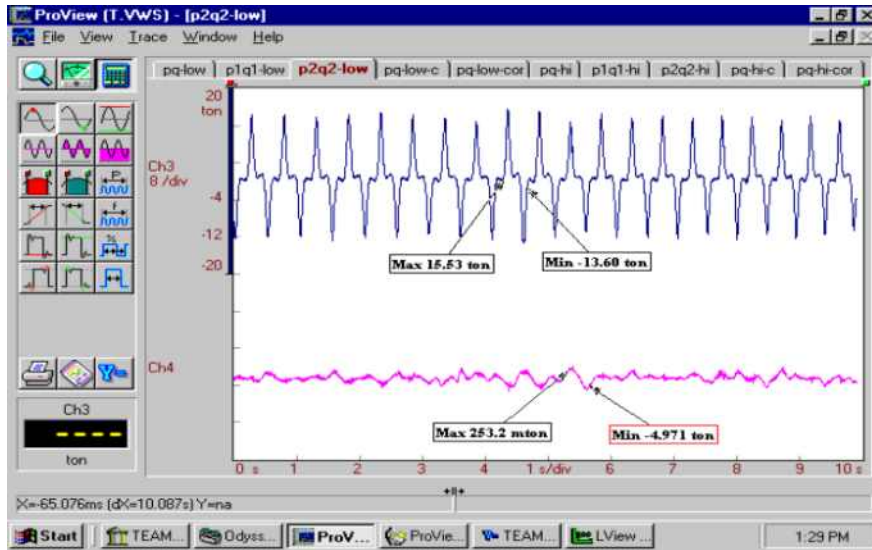 ProView (T.VWS) - [p2q2-low]
File View Trace Window Help
pq-low p1q1-low p2q2-low pq-low-c pq-low-cor pq-hi p1q1-hi p2q2-hi pq-hi-c pq-hi-cor
20
ton
Ch3
8 /div
-4
-12
-20
Max 15.53 ton
Min -13.60 ton
Ch4
Max 253.2 mton
Min -4.971 ton
0 s 1 2 3 4 1 s/div 6 7 8 9 10 s
Ch3
----
ton
X=-65.076ms (dX=10.087s) Y=na
Start TEAM... Odyss... ProV... ProVie... TEAM... LView ... 1:29 PM